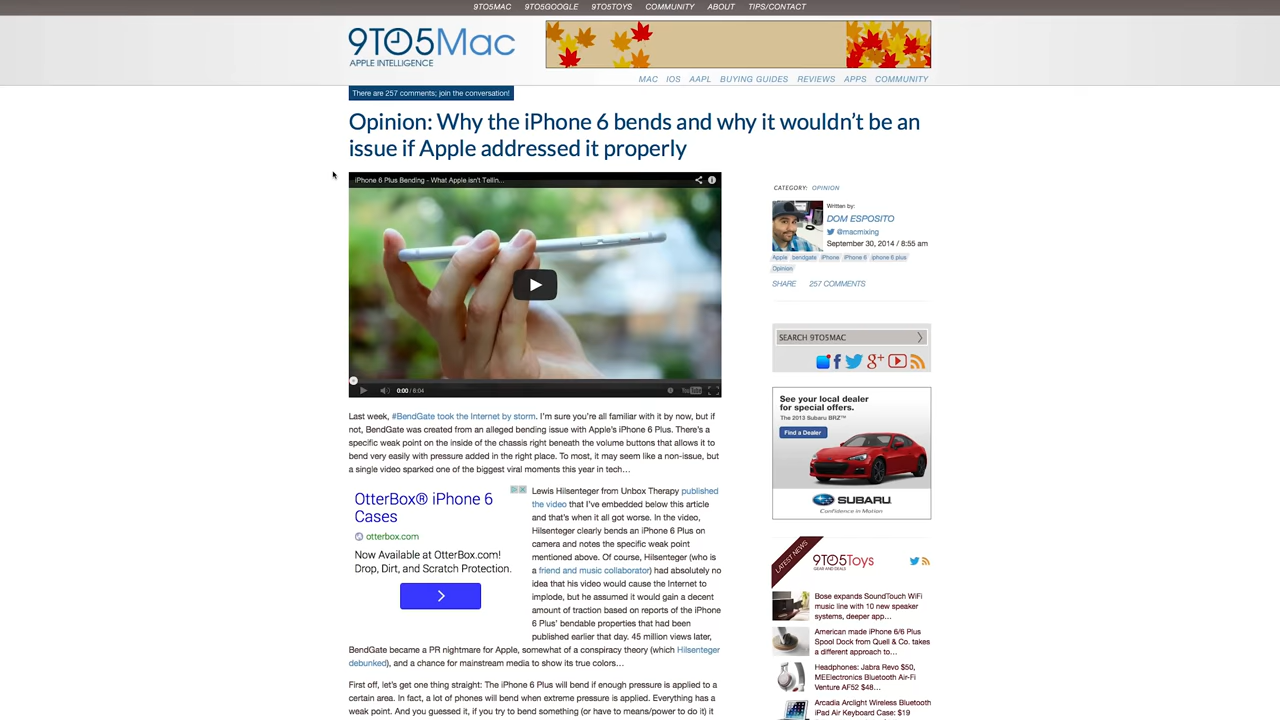 9TO5MAC 9TO5GOOGLE 9TO5TOYS COMMUNITY ABOUT TIPS/CONTACT
9TO5Mac
APPLE INTELLIGENCE
MAC IOS AAPL BUYING GUIDES REVIEWS APPS COMMUNITY
There are 257 comments; join the conversation!
Opinion: Why the iPhone 6 bends and why it wouldn't be an
issue if Apple addressed it properly
iPhone 6 Plus Bending - What Apple isn't Tellin...
0:00 / 6:04
YouTube
Last week, #BendGate took the Internet by storm. I'm sure you're all familiar with it by now, but if
not, BendGate was created from an alleged bending issue with Apple's iPhone 6 Plus. There's a
specific weak point on the inside of the chassis right beneath the volume buttons that allows it to
bend very easily with pressure added in the right place. To most, it may seem like a non-issue, but
a single video sparked one of the biggest viral moments this year in tech…
OtterBox® iPhone 6
Cases
otterbox.com
Now Available at OtterBox.com!
Drop, Dirt, and Scratch Protection.
Lewis Hilsenteger from Unbox Therapy published
the video that I've embedded below this article
and that's when it all got worse. In the video,
Hilsenteger clearly bends an iPhone 6 Plus on
camera and notes the specific weak point
mentioned above. Of course, Hilsenteger (who is
a friend and music collaborator) had absolutely no
idea that his video would cause the Internet to
implode, but he assumed it would gain a decent
amount of traction based on reports of the iPhone
6 Plus' bendable properties that had been
published earlier that day. 45 million views later,
BendGate became a PR nightmare for Apple, somewhat of a conspiracy theory (which Hilsenteger
debunked), and a chance for mainstream media to show its true colors…
First off, let's get one thing straight: The iPhone 6 Plus will bend if enough pressure is applied to a
certain area. In fact, a lot of phones will bend when extreme pressure is applied. Everything has a
weak point. And you guessed it, if you try to bend something (or have to means/power to do it) it
CATEGORY: OPINION
Written by:
DOM ESPOSITO
@macmixing
September 30, 2014 / 8:55 am
Apple bendgate iPhone iPhone 6 iphone 6 plus
Opinion
SHARE 257 COMMENTS
SEARCH 9TO5MAC
See your local dealer
for special offers.
The 2013 Subaru BRZ™
Find a Dealer
SUBARU.
Confidence in Motion
LATEST NEWS
9TO5Toys
GEAR AND DEALS
Bose expands SoundTouch WiFi
music line with 10 new speaker
systems, deeper app…
American made iPhone 6/6 Plus
Spool Dock from Quell & Co. takes
a different approach to…
Headphones: Jabra Revo $50,
MEElectronics Bluetooth Air-Fi
Venture AF52 $48…
Arcadia Arclight Wireless Bluetooth
iPad Air Keyboard Case: $19